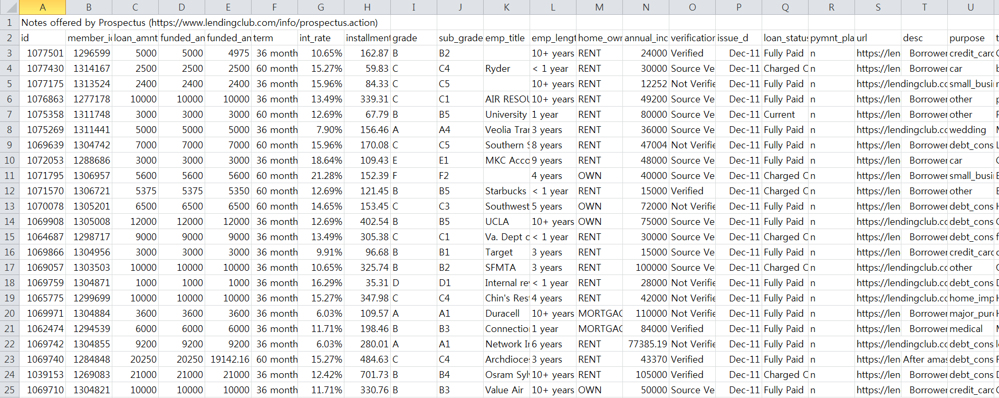 A B C D E F G H I J K L M N O P Q R S T U
1 Notes offered by Prospectus (https://www.lendingclub.com/info/prospectus.action)
2 id member_i loan_amnt funded_an funded_an term int_rate installment grade sub_grade emp_title emp_lengt home_ow annual_inc verification issue_d loan_status pymnt_pla url desc purpose t
3 1077501 1296599 5000 5000 4975 36 month 10.65% 162.87 B B2 10+ years RENT 24000 Verified Dec-11 Fully Paid n https://len Borrower credit_card
4 1077430 1314167 2500 2500 2500 60 month 15.27% 59.83 C C4 Ryder < 1 year RENT 30000 Source Ve Dec-11 Charged C n https://len Borrower car b
5 1077175 1313524 2400 2400 2400 36 month 15.96% 84.33 C C5 10+ years RENT 12252 Not Verifie Dec-11 Fully Paid n https://lendingclub.cc small_busi r
6 1076863 1277178 10000 10000 10000 36 month 13.49% 339.31 C C1 AIR RESOU 10+ years RENT 49200 Source Ve Dec-11 Fully Paid n https://len Borrower other p
7 1075358 1311748 3000 3000 3000 60 month 12.69% 67.79 B B5 University 1 year RENT 80000 Source Ve Dec-11 Current n https://len Borrower other
8 1075269 1311441 5000 5000 5000 36 month 7.90% 156.46 A A4 Veolia Tra 3 years RENT 36000 Source Ve Dec-11 Fully Paid n https://lendingclub.cc wedding
9 1069639 1304742 7000 7000 7000 60 month 15.96% 170.08 C C5 Southern S 8 years RENT 47004 Not Verifie Dec-11 Fully Paid n https://len Borrower debt_cons
10 1072053 1288686 3000 3000 3000 36 month 18.64% 109.43 E E1 MKC Acco 9 years RENT 48000 Source Ve Dec-11 Fully Paid n https://len Borrower car
11 1071795 1306957 5600 5600 5600 60 month 21.28% 152.39 F F2 4 years OWN 40000 Source Ve Dec-11 Charged C n https://len Borrower small_busi
12 1071570 1306721 5375 5375 5350 60 month 12.69% 121.45 B B5 Starbucks < 1 year RENT 15000 Verified Dec-11 Charged C n https://len Borrower other
13 1070078 1305201 6500 6500 6500 60 month 14.65% 153.45 C C3 Southwest 5 years OWN 72000 Not Verifie Dec-11 Fully Paid n https://len Borrower debt_cons
14 1069908 1305008 12000 12000 12000 36 month 12.69% 402.54 B B5 UCLA 10+ years OWN 75000 Source Ve Dec-11 Fully Paid n https://lendingclub.cc debt_cons
15 1064687 1298717 9000 9000 9000 36 month 13.49% 305.38 C C1 Va. Dept o < 1 year RENT 30000 Source Ve Dec-11 Charged C n https://len Borrower debt_cons f
16 1069866 1304956 3000 3000 3000 36 month 9.91% 96.68 B B1 Target 3 years RENT 15000 Source Ve Dec-11 Fully Paid n https://len Borrower credit_card
17 1069057 1303503 10000 10000 10000 36 month 10.65% 325.74 B B2 SFMTA 3 years RENT 100000 Source Ve Dec-11 Charged C n https://len Borrower other
18 1069759 1304871 1000 1000 1000 36 month 16.29% 35.31 D D1 Internal re < 1 year RENT 28000 Not Verifie Dec-11 Fully Paid n https://len Borrower debt_cons
19 1065775 1299699 10000 10000 10000 36 month 15.27% 347.98 C C4 Chin's Res 4 years RENT 42000 Not Verifie Dec-11 Fully Paid n https://lendingclub.cc home_imp
20 1069971 1304884 3600 3600 3600 36 month 6.03% 109.57 A A1 Duracell 10+ years MORTGAG 110000 Not Verifie Dec-11 Fully Paid n https://len Borrower major_pur
21 1062474 1294539 6000 6000 6000 36 month 11.71% 198.46 B B3 Connectio 1 year MORTGAG 84000 Verified Dec-11 Fully Paid n https://len Borrower medical
22 1069742 1304855 9200 9200 9200 36 month 6.03% 280.01 A A1 Network I 6 years RENT 77385.19 Not Verifie Dec-11 Fully Paid n https://lendingclub.cc debt_cons
23 1069740 1284848 20250 20250 19142.16 60 month 15.27% 484.63 C C4 Archdioces 3 years RENT 43370 Verified Dec-11 Fully Paid n https://len After amas debt_cons
24 1039153 1269083 21000 21000 21000 36 month 12.42% 701.73 B B4 Osram Syl 10+ years RENT 105000 Verified Dec-11 Charged C n https://len Borrower debt_cons
25 1069710 1304821 10000 10000 10000 36 month 11.71% 330.76 B B3 Value Air 10+ years OWN 50000 Source Ve Dec-11 Fully Paid n https://len Borrower credit_card